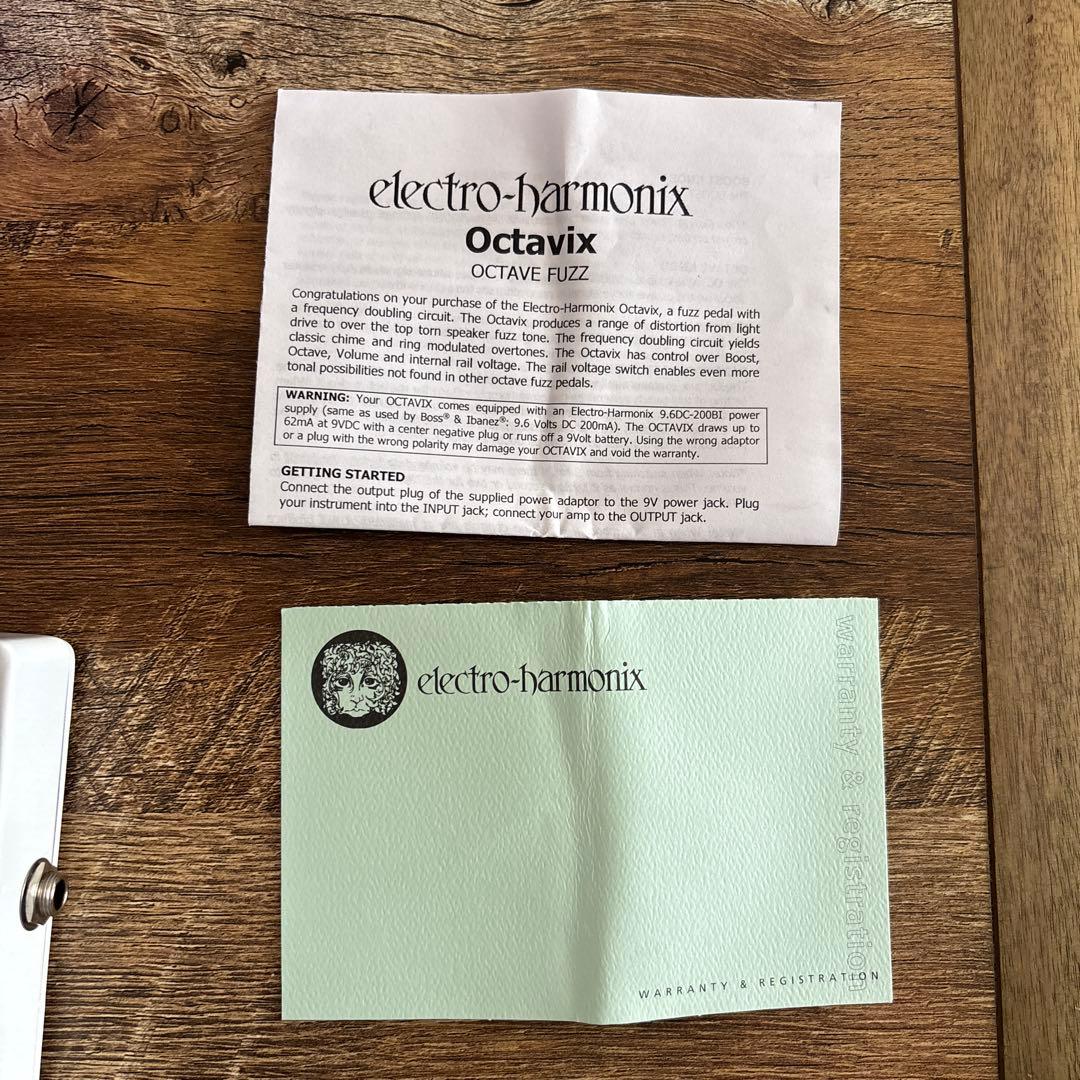 electro-harmonix
Octavix
OCTAVE FUZZ
Congratulations on your purchase of the Electro-Harmonix Octavix, a fuzz pedal with
a frequency doubling circuit. The Octavix produces a range of distortion from light
drive to over the top torn speaker fuzz tone. The frequency doubling circuit yields
classic chime and ring modulated overtones. The Octavix has control over Boost,
Octave, Volume and internal rail voltage. The rail voltage switch enables even more
tonal possibilities not found in other octave fuzz pedals.
WARNING: Your OCTAVIX comes equipped with an Electro-Harmonix 9.6DC-200BI power
supply (same as used by Boss® & Ibanez®: 9.6 Volts DC 200mA). The OCTAVIX draws up to
62mA at 9VDC with a center negative plug or runs off a 9Volt battery. Using the wrong adaptor
or a plug with the wrong polarity may damage your OCTAVIX and void the warranty.
GETTING STARTED
Connect the output plug of the supplied power adaptor to the 9V power jack. Plug
your instrument into the INPUT jack; connect your amp to the OUTPUT jack.
electro-harmonix
warranty & registration
WARRANTY & REGISTRATION